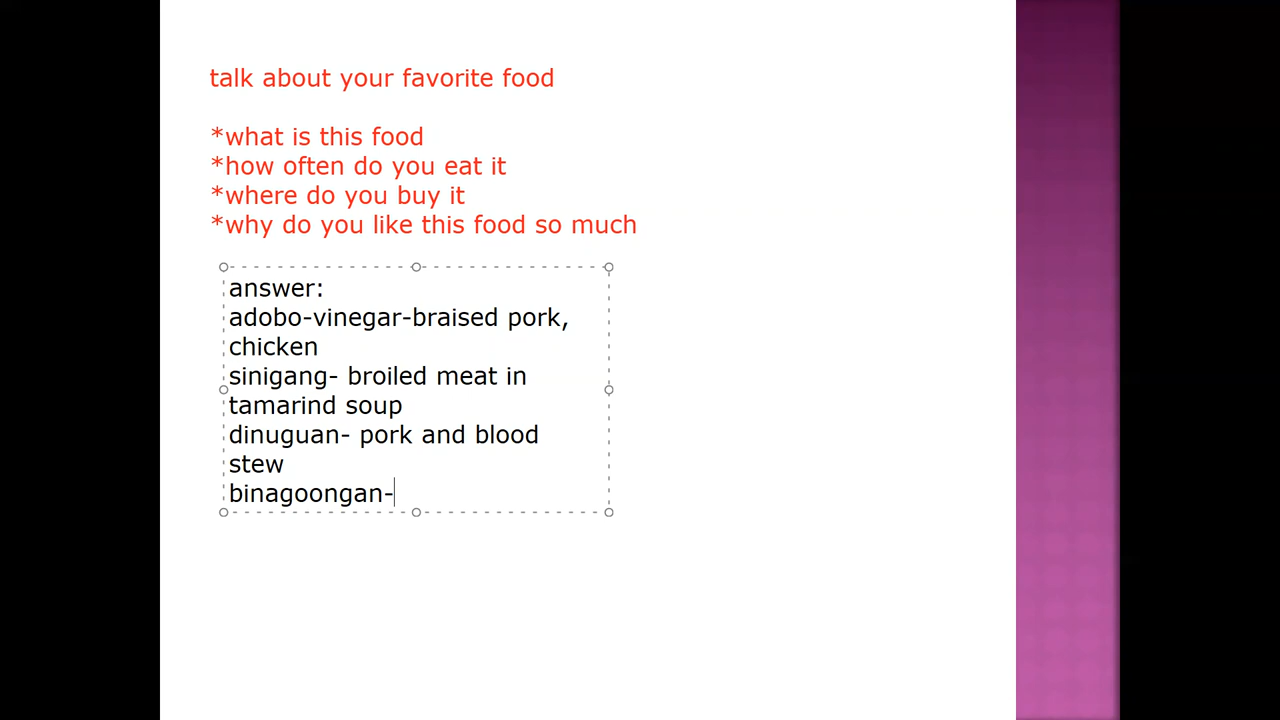 talk about your favorite food
*what is this food
*how often do you eat it
*where do you buy it
*why do you like this food so much
answer:
adobo-vinegar-braised pork,
chicken
sinigang- broiled meat in
tamarind soup
dinuguan- pork and blood
stew
binagoongan-